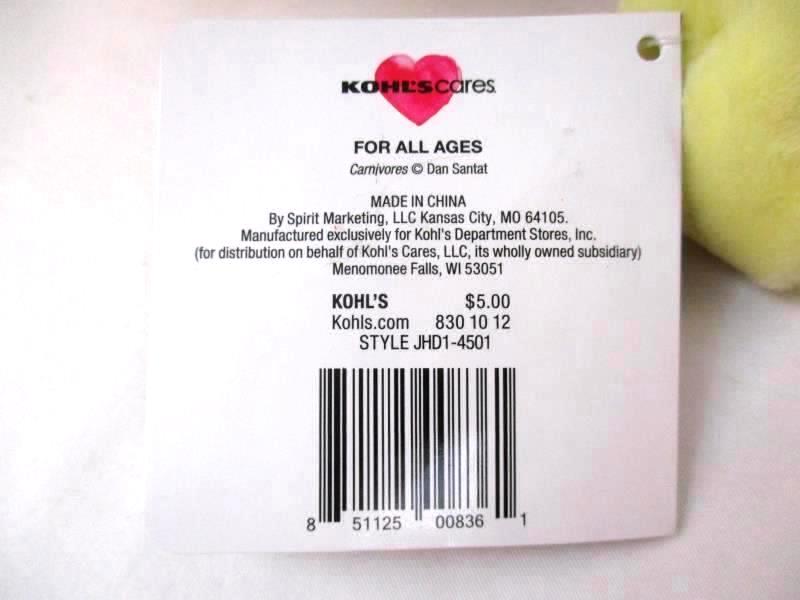 KOHL'S cares
FOR ALL AGES
Carnivores © Dan Santat
MADE IN CHINA
By Spirit Marketing, LLC Kansas City, MO 64105.
Manufactured exclusively for Kohl's Department Stores, Inc.
(for distribution on behalf of Kohl's Cares, LLC, its wholly owned subsidiary)
Menomonee Falls, WI 53051
KOHL'S $5.00
Kohls.com 830 10 12
STYLE JHD1-4501
8 51125 00836 1